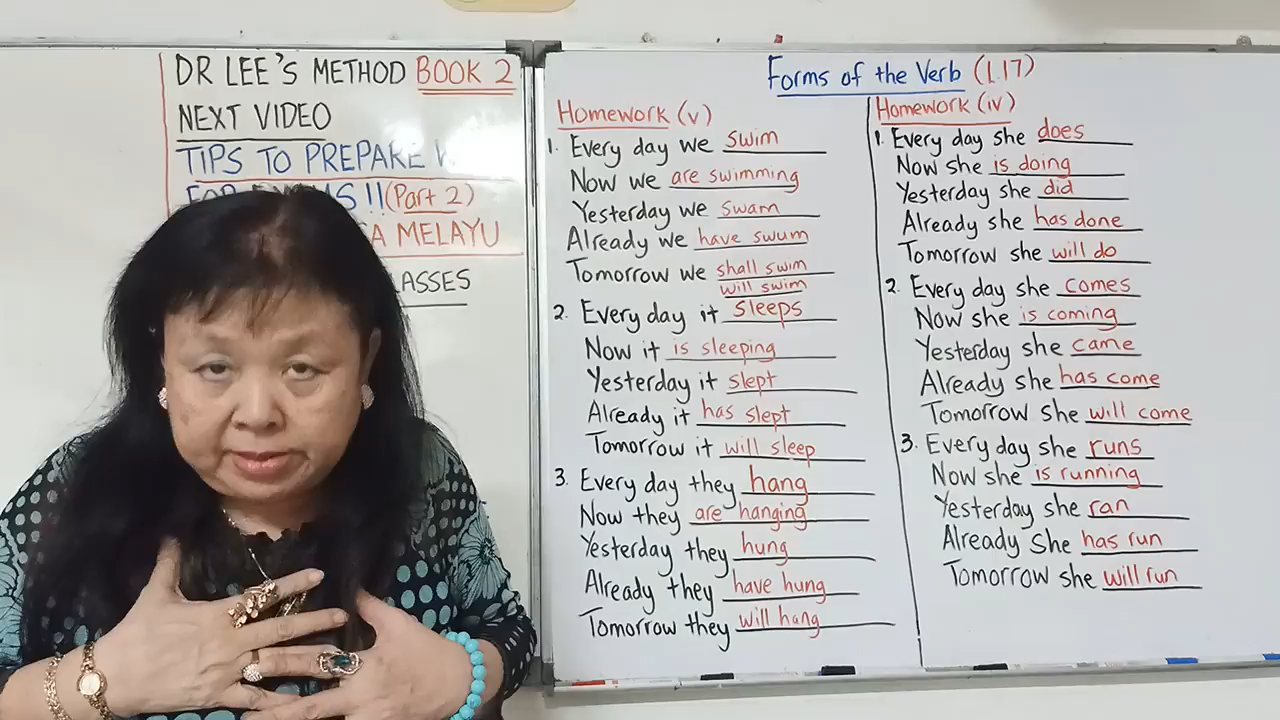 DR LEE'S METHOD BOOK 2
NEXT VIDEO
TIPS TO PREPARE
!!(Part 2)
MELAYU
Forms of the Verb (1.17)
Homework (v)
1. Every day we swim
Now we are swimming
Yesterday we swam
Already we have swum
Tomorrow we shall swim
will swim
2. Every day it sleeps
Now it is sleeping
Yesterday it slept
Already it has slept
Tomorrow it will sleep
3. Every day they hang
Now they are hanging
Yesterday they hung
Already they have hung
Tomorrow they will hang
Homework (iv)
1. Every day she does
Now she is doing
Yesterday she did
Already she has done
Tomorrow she will do
2. Every day she comes
Now she is coming
Yesterday she came
Already she has come
Tomorrow she will come
3. Every day she runs
Now she is running
Yesterday she ran
Already she has run
Tomorrow she will run